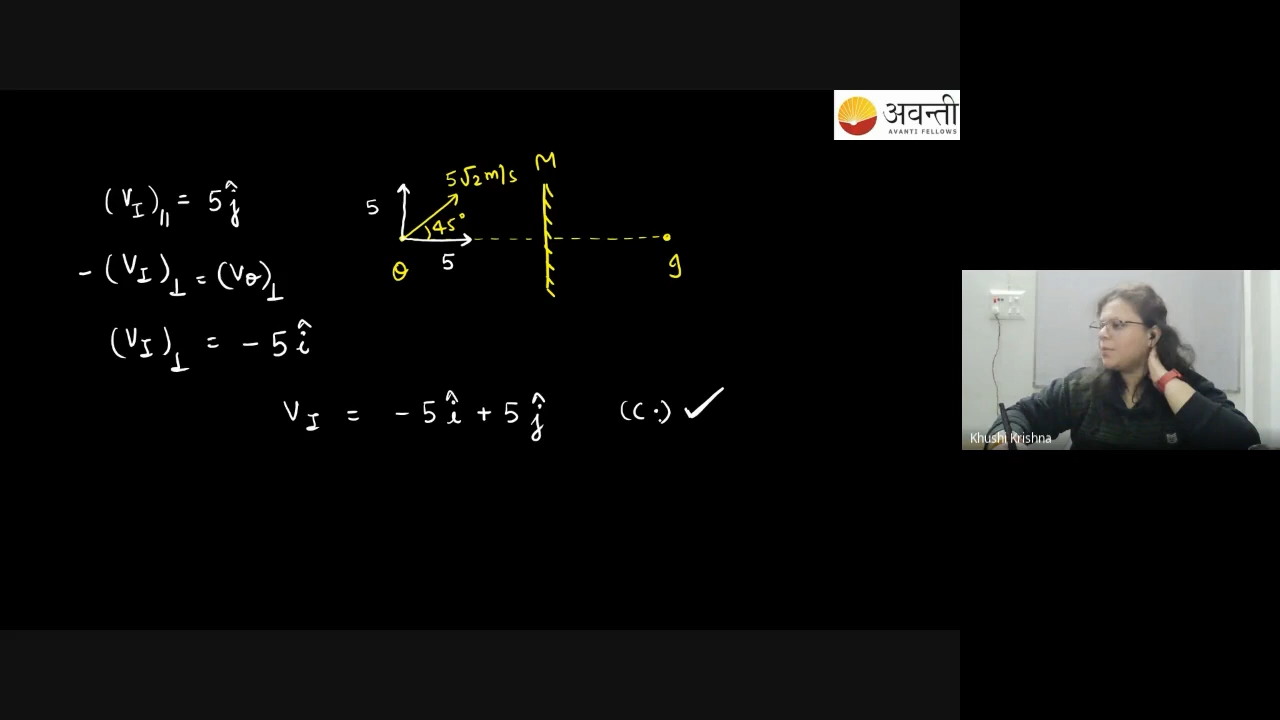 अवन्ती
AVANTI FELLOWS
M
5√2 m/s
(V_I)_∥ = 5ĵ
5
45°
-(V_I)_⊥ = (V_O)_⊥
O
5
I
(V_I)_⊥ = -5î
V_I = -5î + 5ĵ (C.) ✓
Khushi Krishna